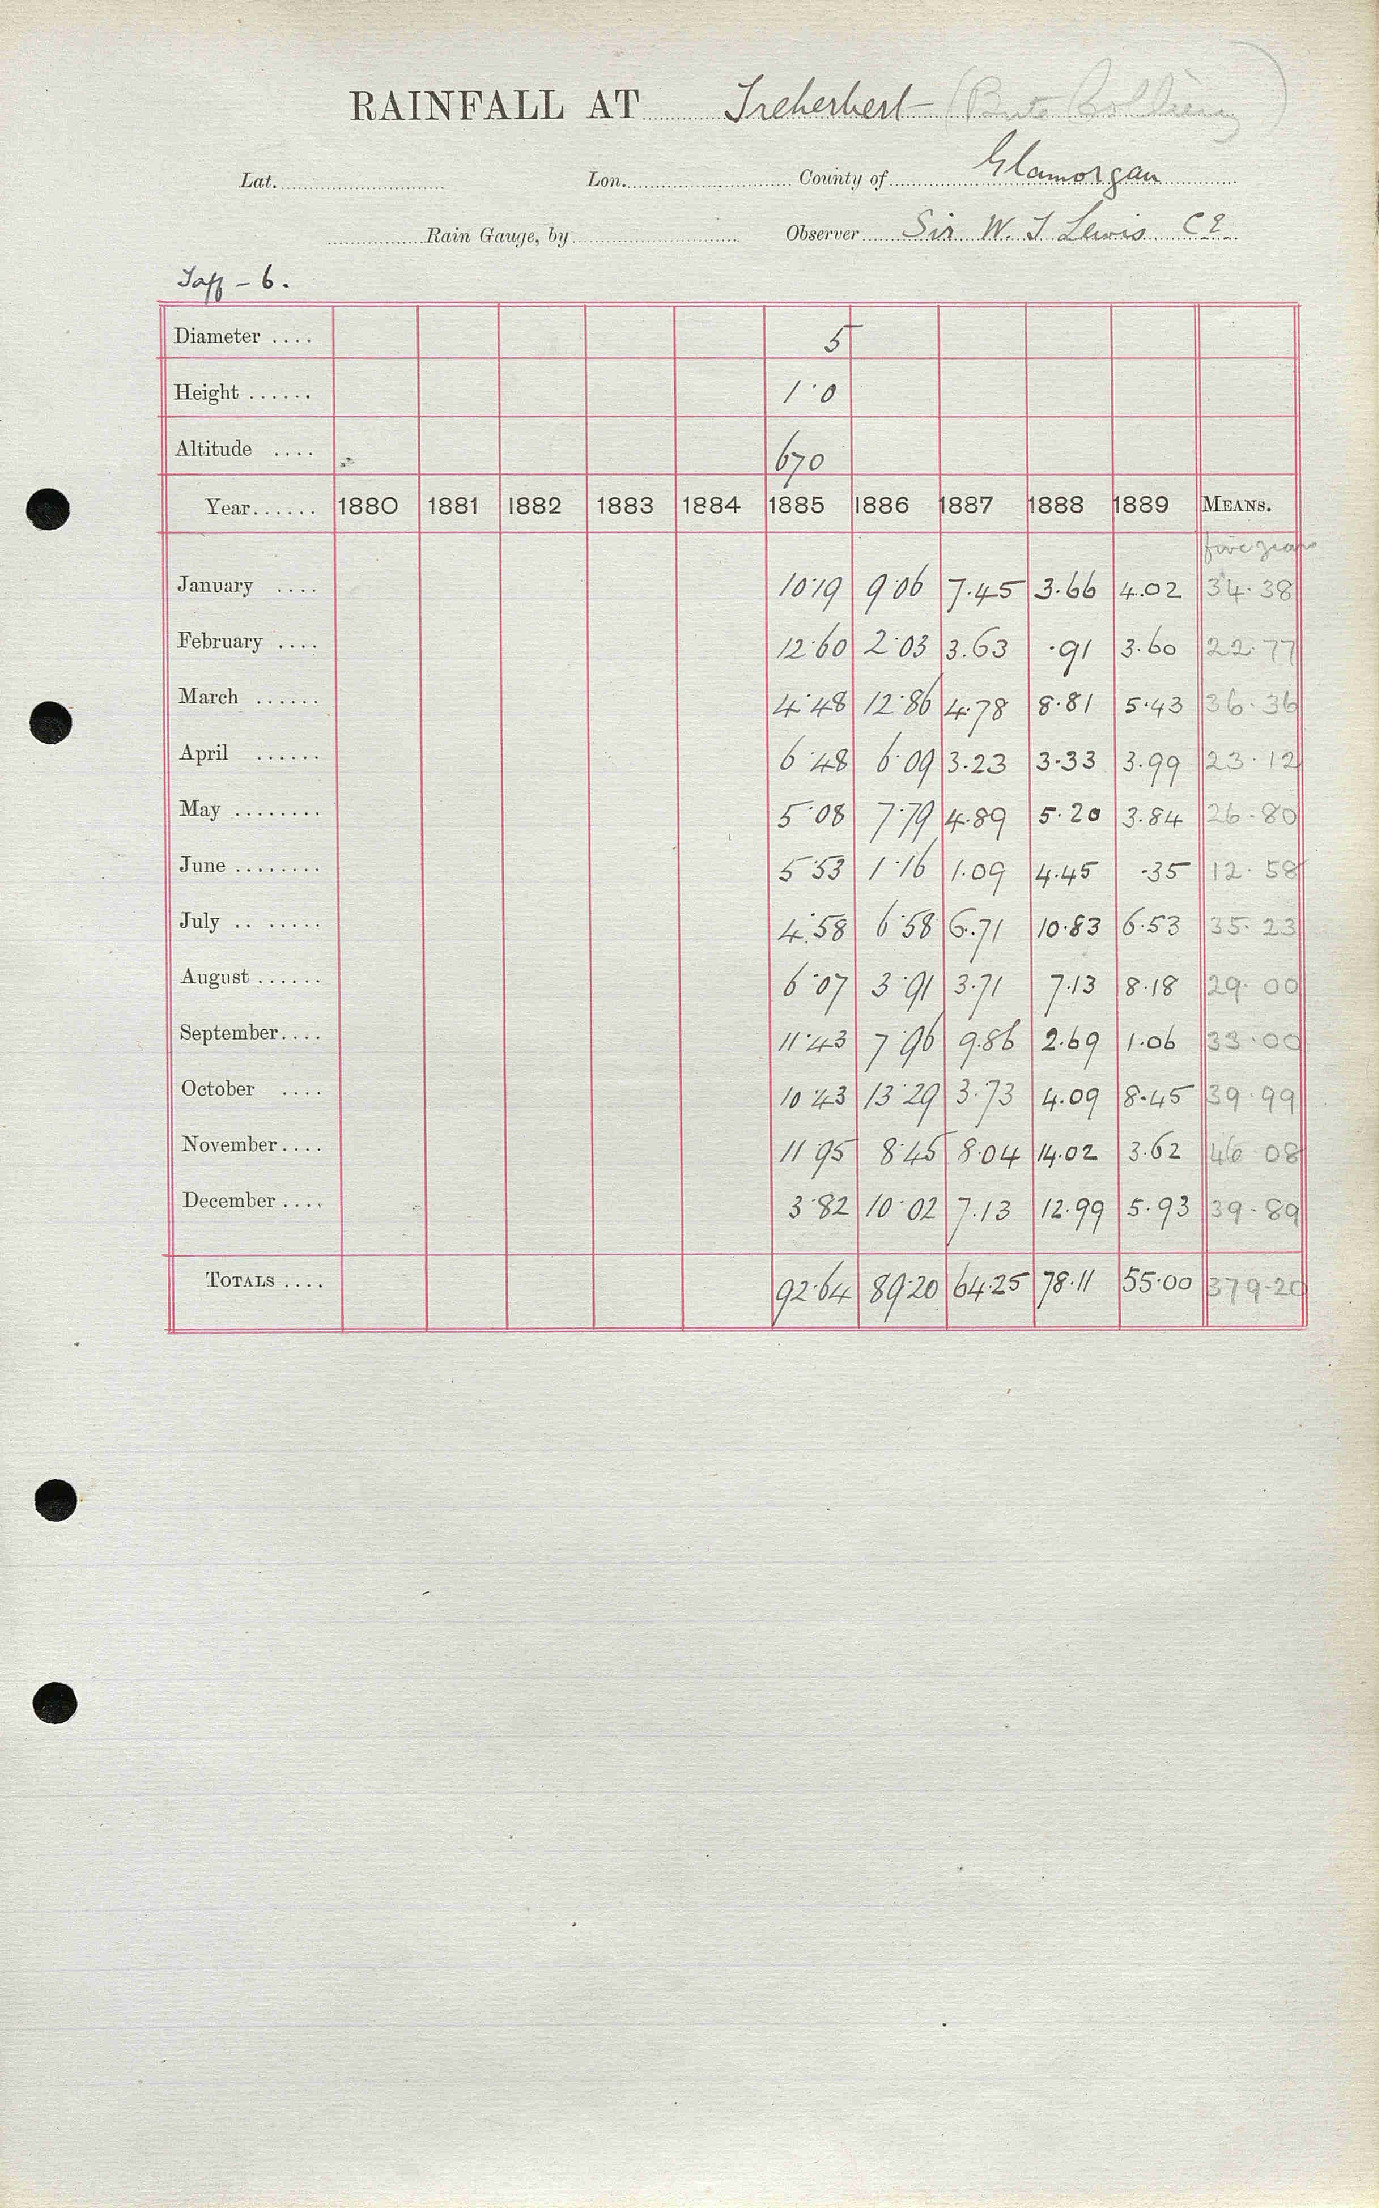 RAINFALL AT Treherbert (Bute Colliery)
Lat. Lon. County of Glamorgan
Rain Gauge, by Observer Sir W. T Lewis C E
Taff - 6.
Diameter .... 5
Height ...... 1·0
Altitude .... 670
Year...... 1880 1881 1882 1883 1884 1885 1886 1887 1888 1889 MEANS.
five years
January .... 10·19 9·06 7.45 3.66 4.02 34.38
February .... 12·60 2·03 3.63 .91 3.60 22.77
March ...... 4·48 12·86 4.78 8.81 5.43 36.36
April ...... 6·48 6·09 3.23 3.33 3.99 23.12
May ........ 5·08 7·79 4.89 5.20 3.84 26.80
June ........ 5·53 1·16 1.09 4.45 .35 12.58
July .. ..... 4·58 6·58 6.71 10.83 6.53 35.23
August ...... 6·07 3·91 3.71 7.13 8.18 29.00
September.... 11·43 7·96 9.86 2.69 1.06 33.00
October .... 10·43 13·29 3.73 4.09 8.45 39.99
November.... 11·95 8·45 8.04 14.02 3.62 46 08
December .... 3·82 10·02 7.13 12.99 5.93 39.89
TOTALS .... 92·64 89·20 64.25 78.11 55.00 379.20